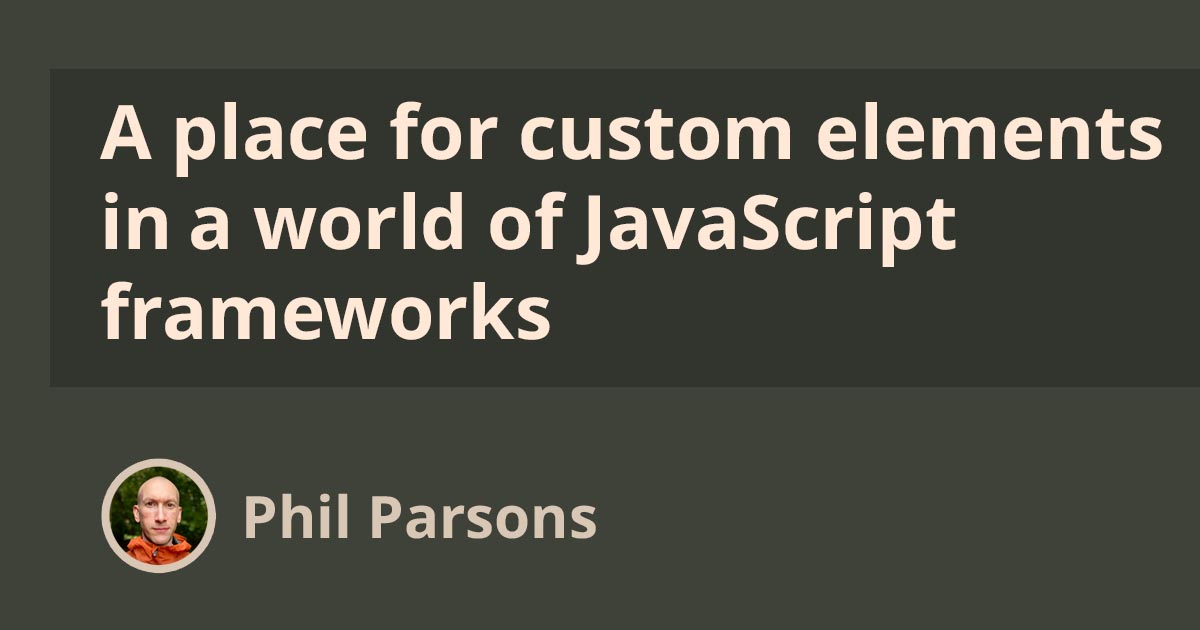 A place for custom elements
in a world of JavaScript
frameworks
Phil Parsons